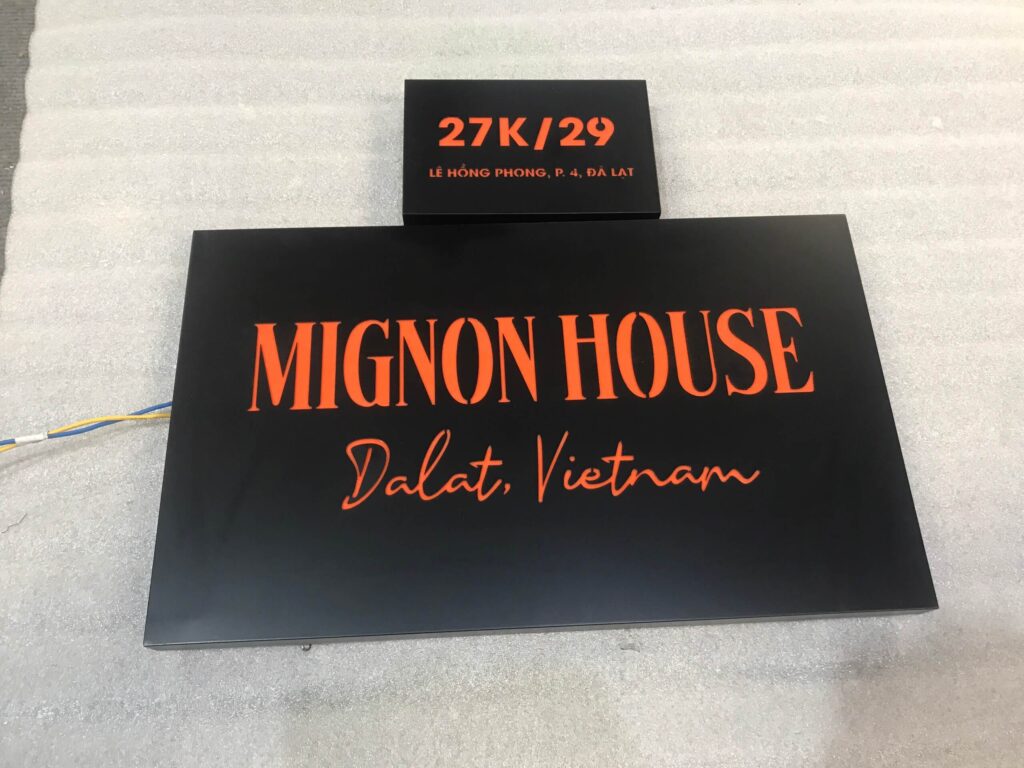 27K/29
LÊ HỒNG PHONG, P. 4, ĐÀ LẠT
MIGNON HOUSE
Dalat, Vietnam